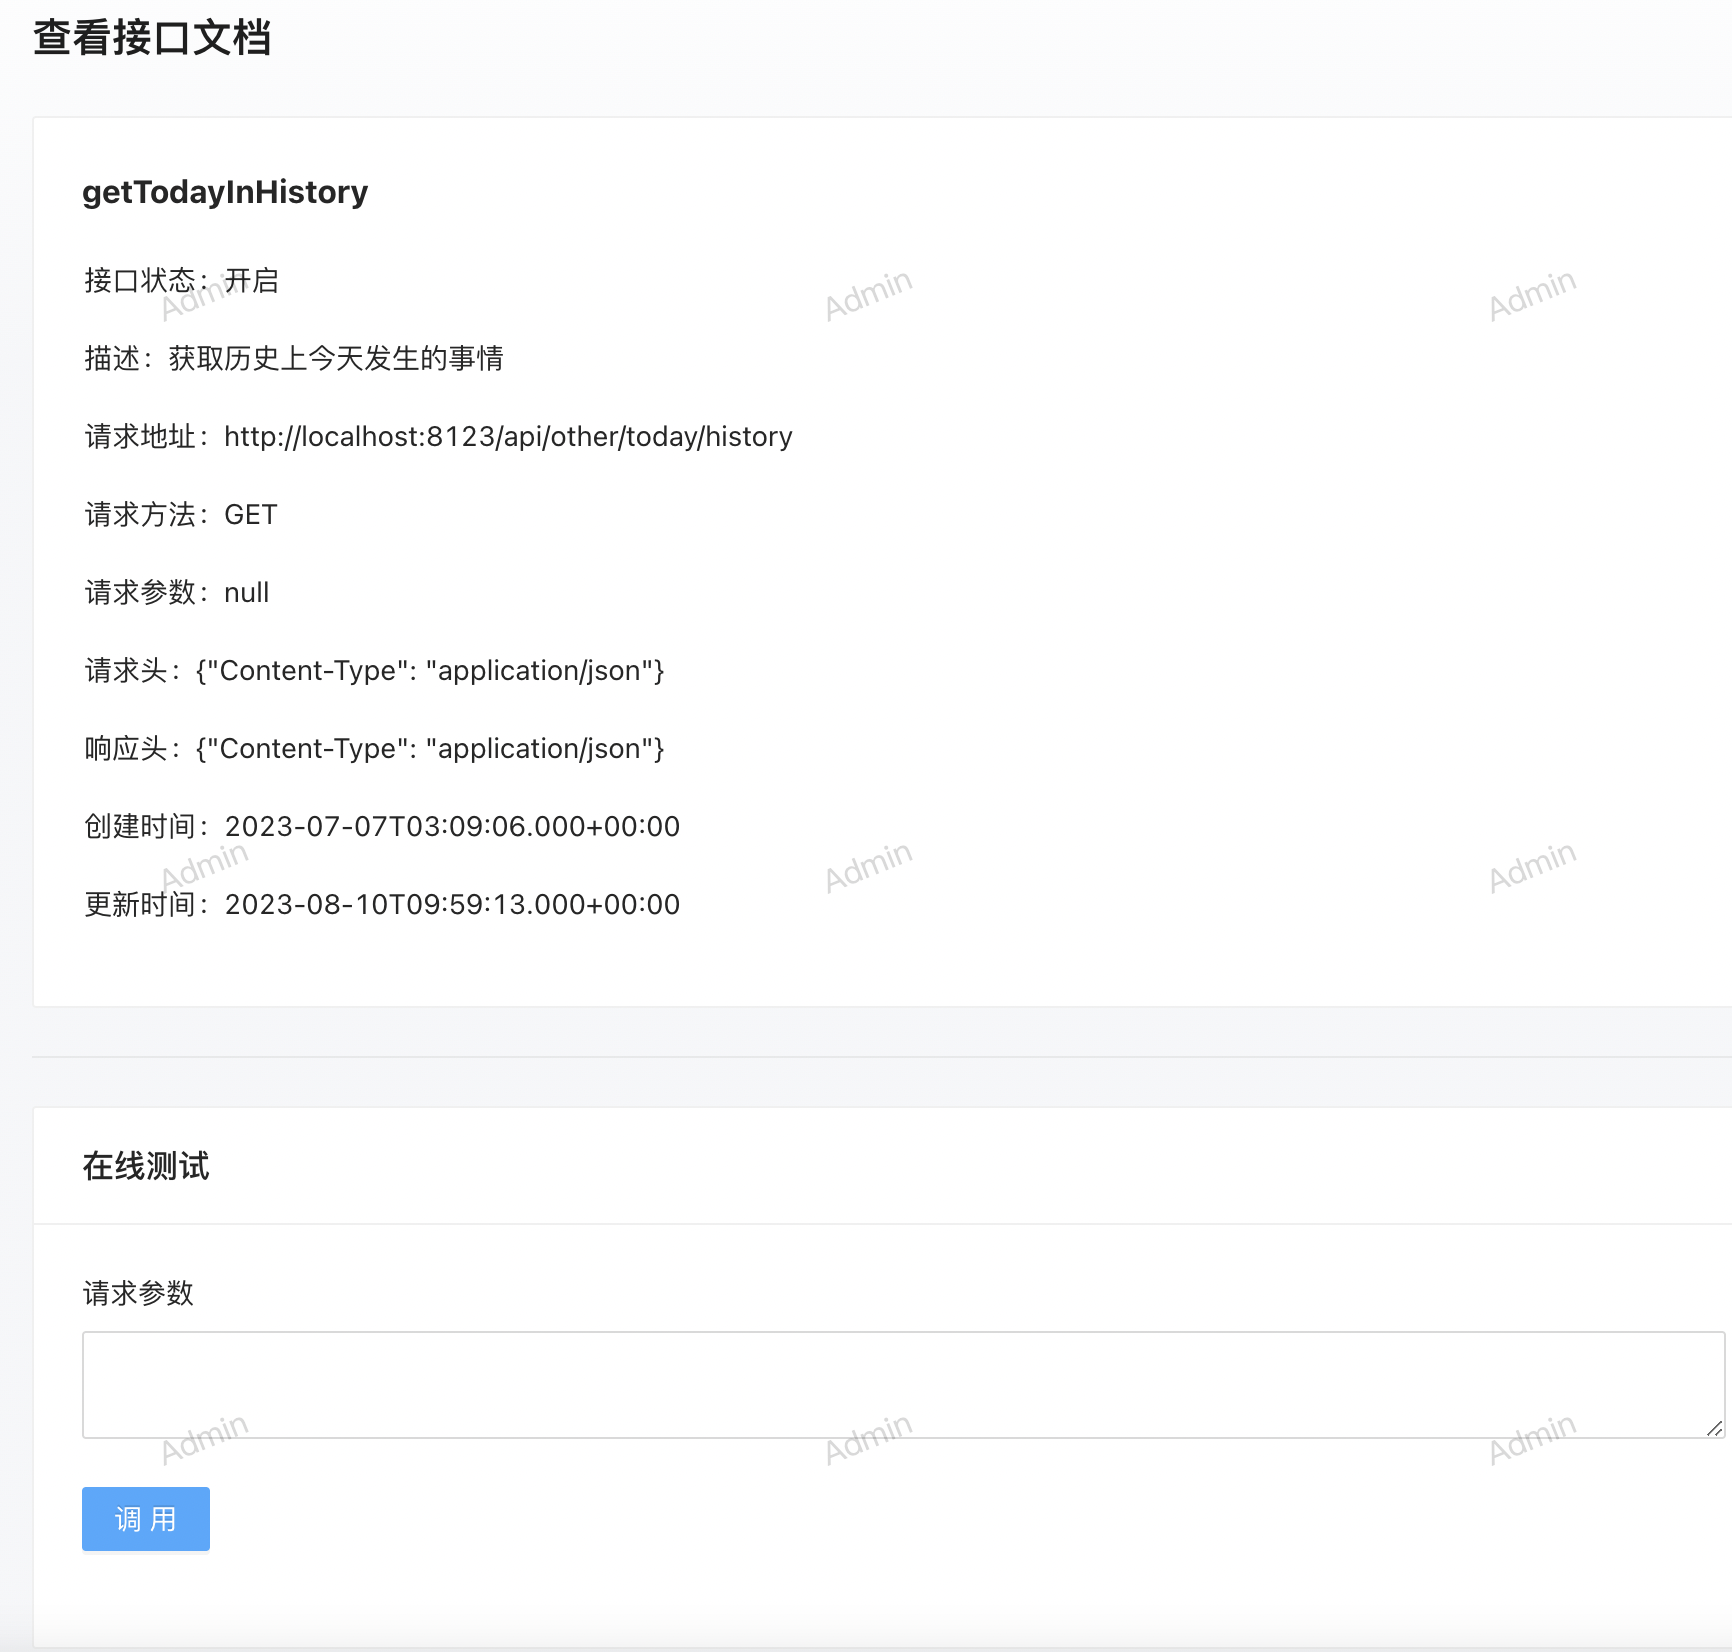 查看接口文档
getTodayInHistory
接口状态：开启
Admin Admin Admin
描述：获取历史上今天发生的事情
请求地址：http://localhost:8123/api/other/today/history
请求方法：GET
请求参数：null
请求头：{"Content-Type": "application/json"}
响应头：{"Content-Type": "application/json"}
创建时间：2023-07-07T03:09:06.000+00:00
Admin Admin Admin
更新时间：2023-08-10T09:59:13.000+00:00
在线测试
请求参数
Admin Admin Admin
调 用